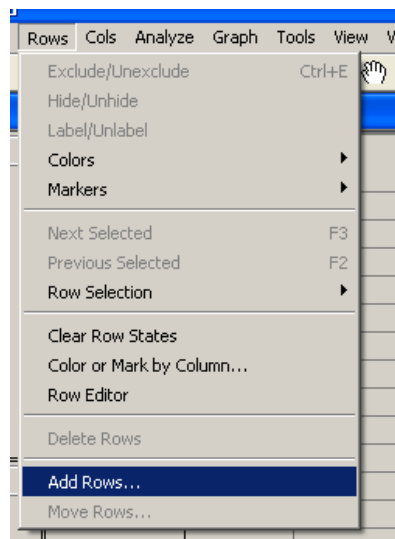 Rows Cols Analyze Graph Tools View
Exclude/Unexclude Ctrl+E
Hide/Unhide
Label/Unlabel
Colors
Markers
Next Selected F3
Previous Selected F2
Row Selection
Clear Row States
Color or Mark by Column...
Row Editor
Delete Rows
Add Rows...
Move Rows...